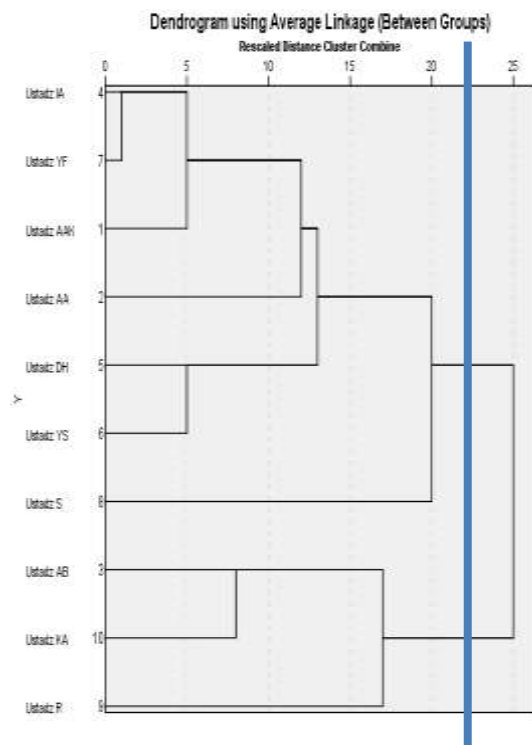 Dendrogram using Average Linkage (Between Groups)
Rescaled Distance Cluster Combine
0 5 10 15 20 25
Ustadz IA 4
Ustadz YF 7
Ustadz AAK 1
Ustadz AA 2
Ustadz DH 5
Y
Ustadz YS 6
Ustadz S 8
Ustadz AB 3
Ustadz KA 10
Ustadz R 9